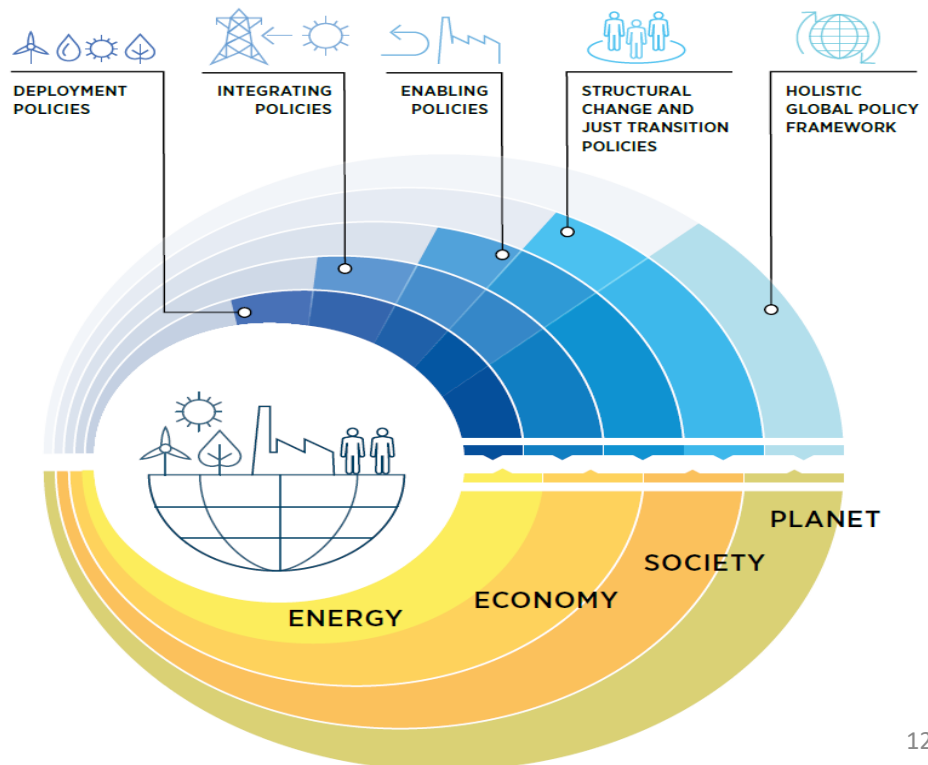 DEPLOYMENT
POLICIES
INTEGRATING
POLICIES
ENABLING
POLICIES
STRUCTURAL
CHANGE AND
JUST TRANSITION
POLICIES
HOLISTIC
GLOBAL POLICY
FRAMEWORK
PLANET
SOCIETY
ECONOMY
ENERGY
12